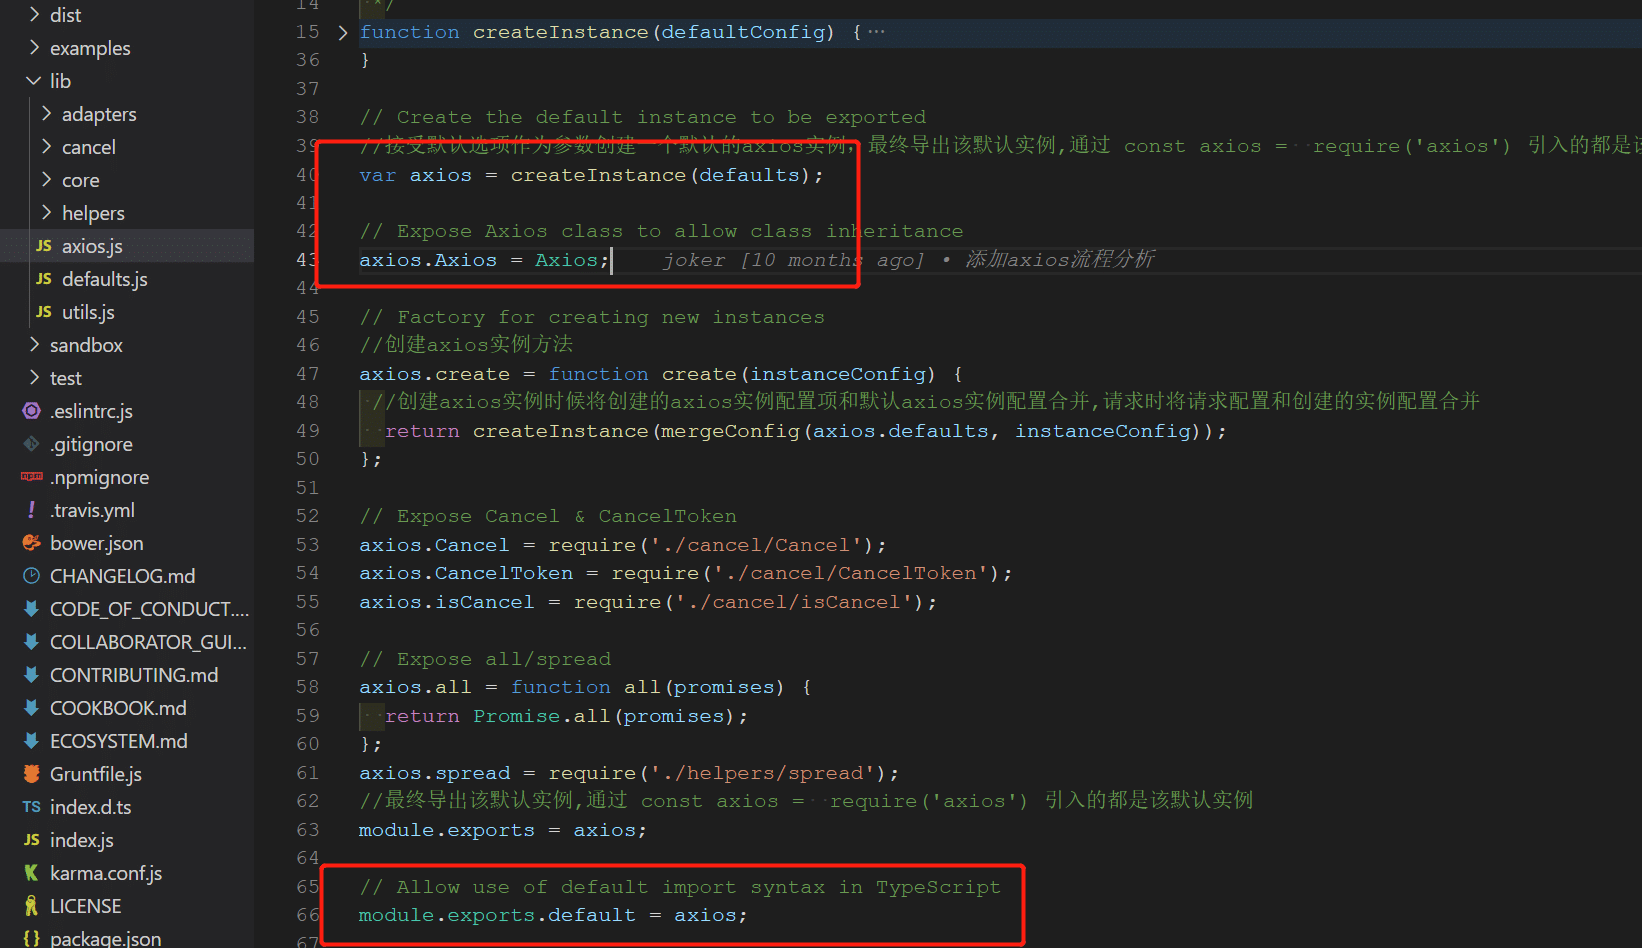 dist
examples
lib
adapters
cancel
core
helpers
JS axios.js
JS defaults.js
JS utils.js
sandbox
test
.eslintrc.js
.gitignore
.npmignore
! .travis.yml
bower.json
CHANGELOG.md
CODE_OF_CONDUCT....
COLLABORATOR_GUI...
CONTRIBUTING.md
COOKBOOK.md
ECOSYSTEM.md
Gruntfile.js
TS index.d.ts
JS index.js
karma.conf.js
LICENSE
{} package.json
14 */
15 function createInstance(defaultConfig) {···
36 }
37
38 // Create the default instance to be exported
39 //接受默认选项作为参数创建一个默认的axios实例，最终导出该默认实例,通过 const axios = require('axios') 引入的都是该
40 var axios = createInstance(defaults);
41
42 // Expose Axios class to allow class inheritance
43 axios.Axios = Axios; joker [10 months ago] • 添加axios流程分析
44
45 // Factory for creating new instances
46 //创建axios实例方法
47 axios.create = function create(instanceConfig) {
48 //创建axios实例时候将创建的axios实例配置项和默认axios实例配置合并,请求时将请求配置和创建的实例配置合并
49 return createInstance(mergeConfig(axios.defaults, instanceConfig));
50 };
51
52 // Expose Cancel & CancelToken
53 axios.Cancel = require('./cancel/Cancel');
54 axios.CancelToken = require('./cancel/CancelToken');
55 axios.isCancel = require('./cancel/isCancel');
56
57 // Expose all/spread
58 axios.all = function all(promises) {
59 return Promise.all(promises);
60 };
61 axios.spread = require('./helpers/spread');
62 //最终导出该默认实例,通过 const axios = require('axios') 引入的都是该默认实例
63 module.exports = axios;
64
65 // Allow use of default import syntax in TypeScript
66 module.exports.default = axios;
67